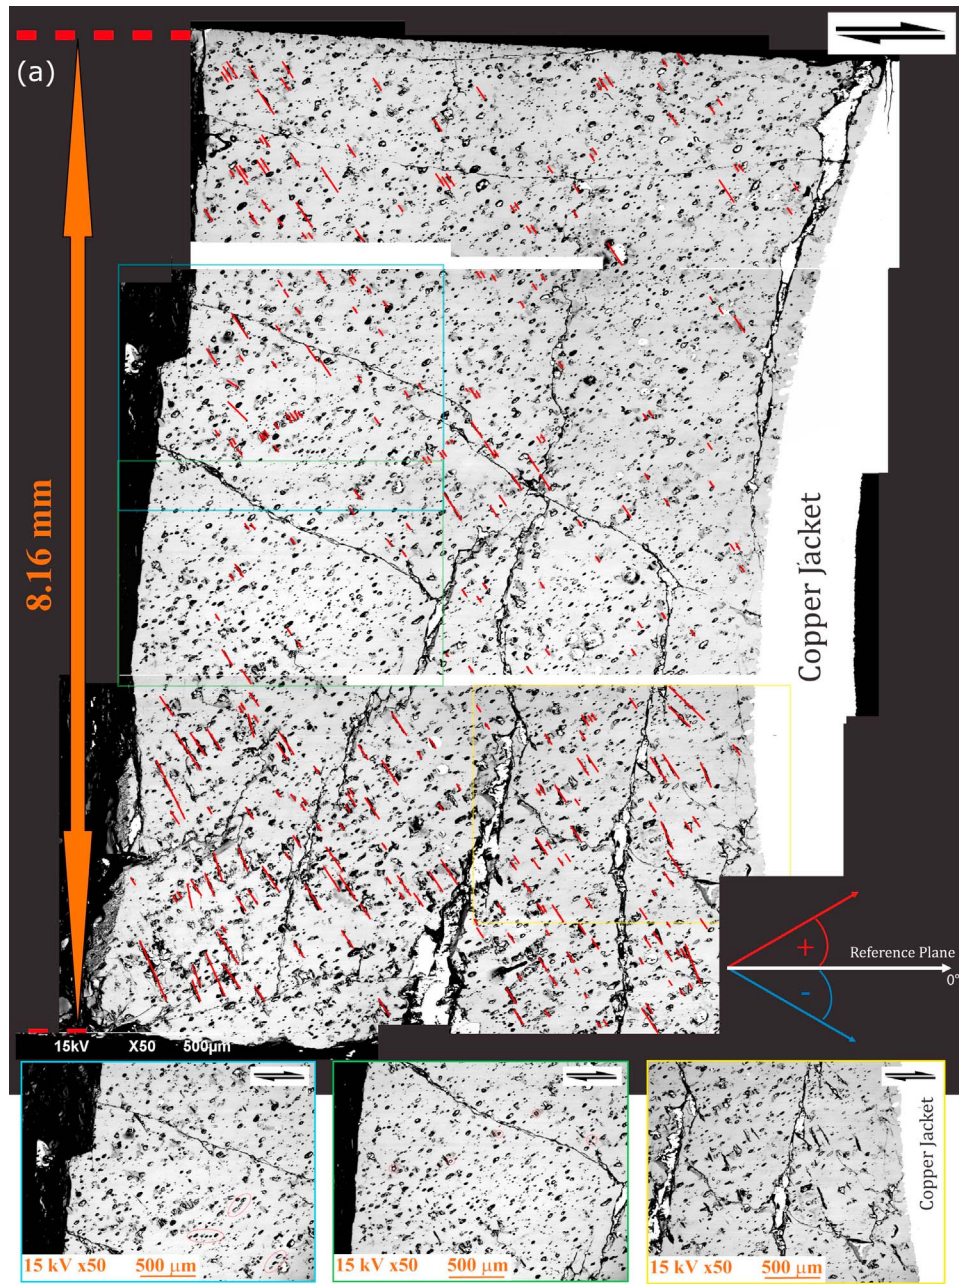 (a)
8.16 mm
Copper Jacket
+
Reference Plane
-
0°
15kV X50 500µm
15 kV x50 500 µm
15 kV x50 500 µm
Copper Jacket
15 kV x50 500 µm